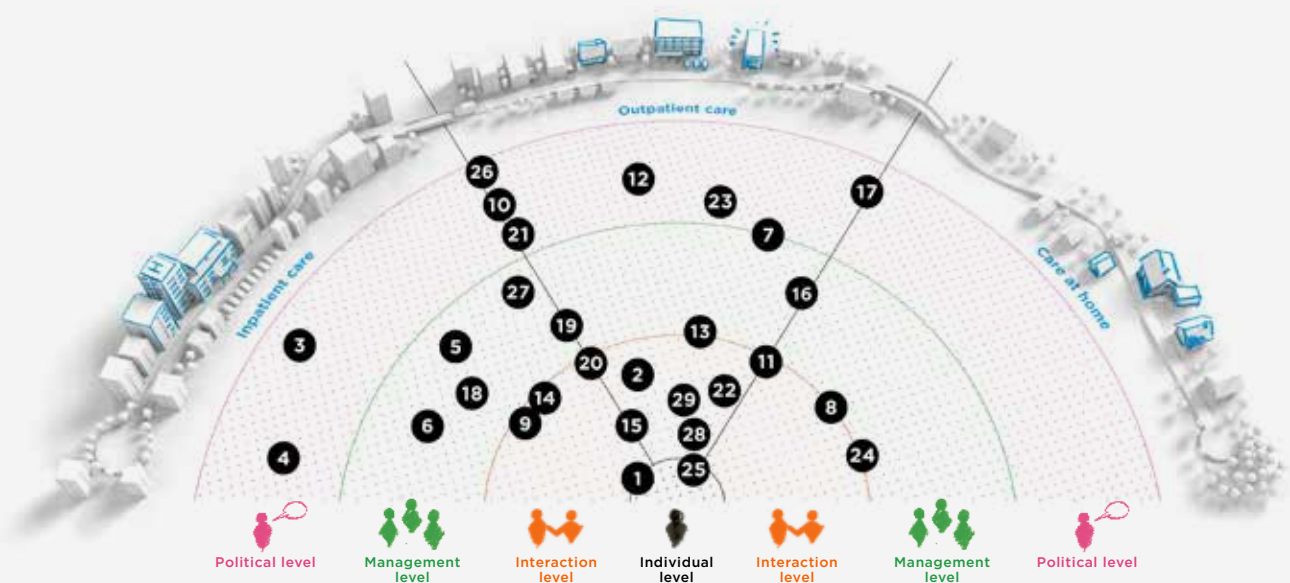 Outpatient care
26
12
17
10
23
21
7
Inpatient care
Care at home
27
16
19
13
3
5
20
11
2
18
22
14
29
8
9
6
15
28
24
4
25
1
H
Political level
Management
level
Interaction
level
Individual
level
Interaction
level
Management
level
Political level